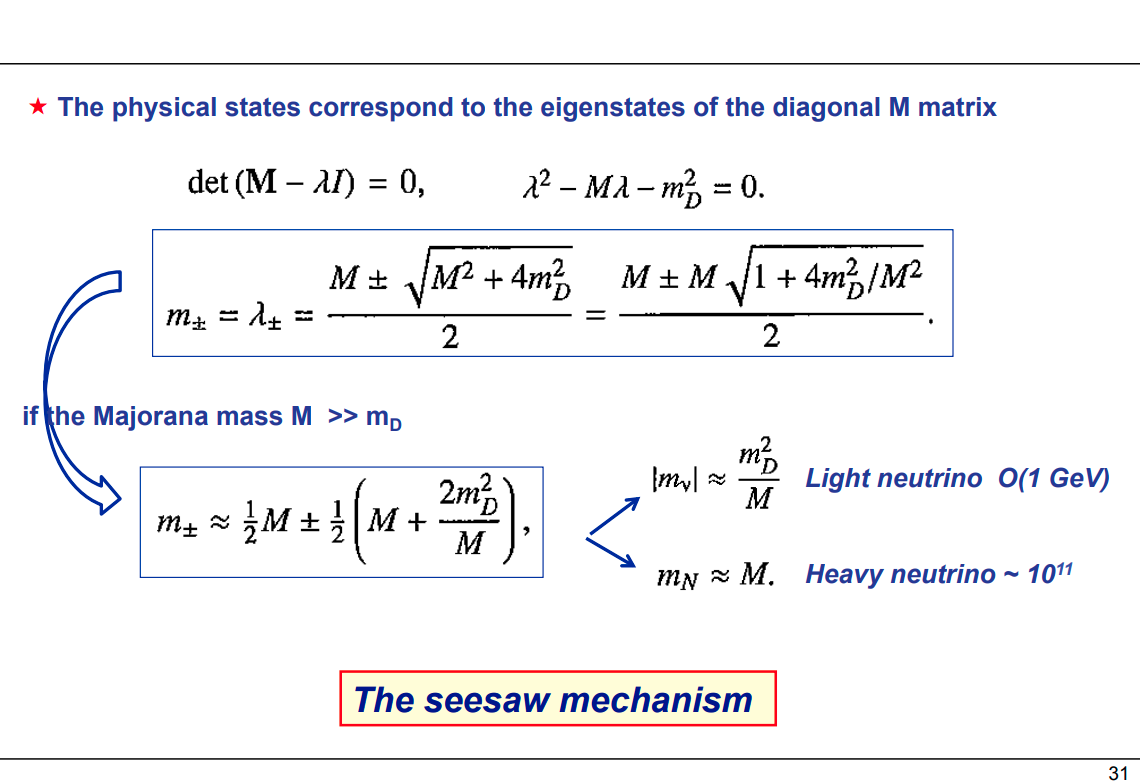 ★ The physical states correspond to the eigenstates of the diagonal M matrix
det (M − λI) = 0, λ² − Mλ − m_D² = 0.
m± = λ± = (M ± √(M² + 4m_D²)) / 2 = (M ± M √(1 + 4m_D²/M²)) / 2 .
if the Majorana mass M >> m_D
m± ≈ ½M ± ½(M + 2m_D²/M),
|m_ν| ≈ m_D²/M Light neutrino O(1 GeV)
m_N ≈ M. Heavy neutrino ~ 10¹¹
The seesaw mechanism
31